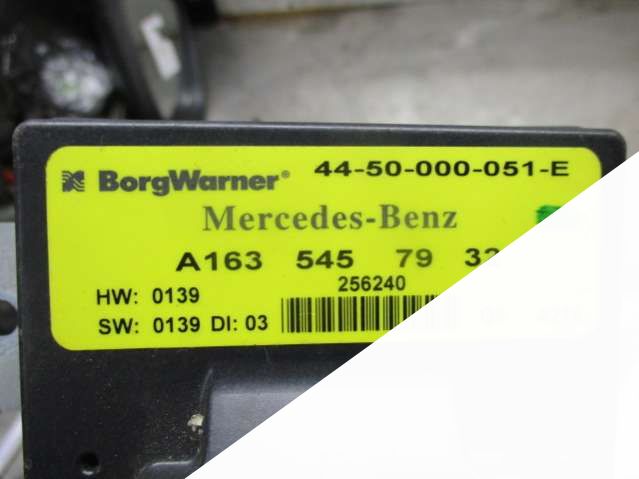 BorgWarner® 44-50-000-051-E
Mercedes-Benz
A163 545 79
HW: 0139
256240
SW: 0139 DI: 03